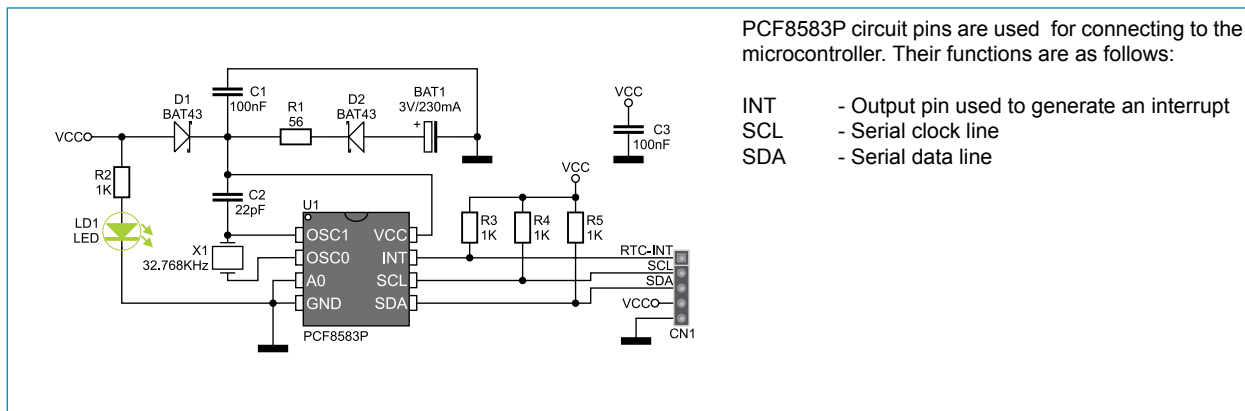 PCF8583P circuit pins are used for connecting to the
microcontroller. Their functions are as follows:
INT - Output pin used to generate an interrupt
SCL - Serial clock line
SDA - Serial data line
C1
100nF
D1
BAT43
R1
56
D2
BAT43
BAT1
3V/230mA
+
VCC
C3
100nF
VCC
R2
1K
C2
22pF
LD1
LED
X1
32.768KHz
U1
OSC1 VCC
OSC0 INT
A0 SCL
GND SDA
PCF8583P
VCC
R3
1K
R4
1K
R5
1K
RTC-INT
SCL
SDA
VCC
CN1